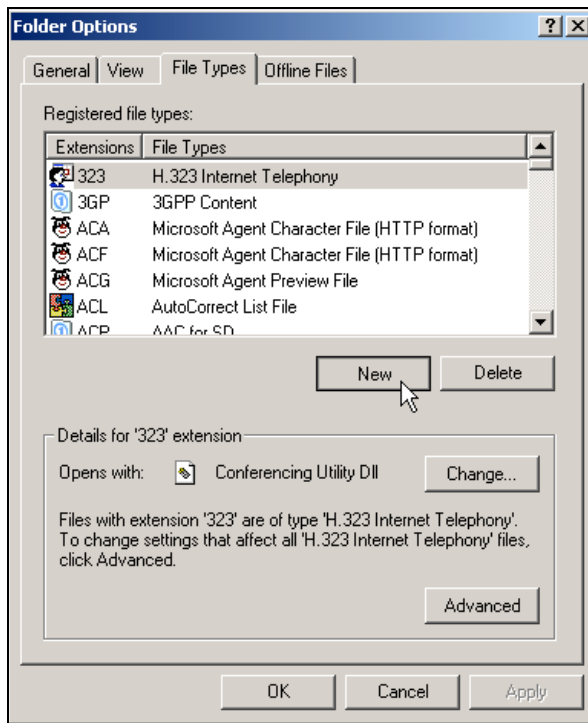 Folder Options
General View File Types Offline Files
Registered file types:
Extensions File Types
323 H.323 Internet Telephony
3GP 3GPP Content
ACA Microsoft Agent Character File (HTTP format)
ACF Microsoft Agent Character File (HTTP format)
ACG Microsoft Agent Preview File
ACL AutoCorrect List File
ACP AAC for SD
New Delete
Details for '323' extension
Opens with: Conferencing Utility Dll Change...
Files with extension '323' are of type 'H.323 Internet Telephony'.
To change settings that affect all 'H.323 Internet Telephony' files,
click Advanced.
Advanced
OK Cancel Apply